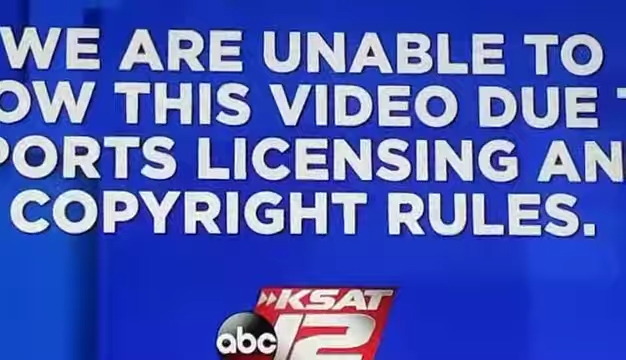 WE ARE UNABLE TO
OW THIS VIDEO DUE T
PORTS LICENSING AN
COPYRIGHT RULES.
KSAT
abc 12